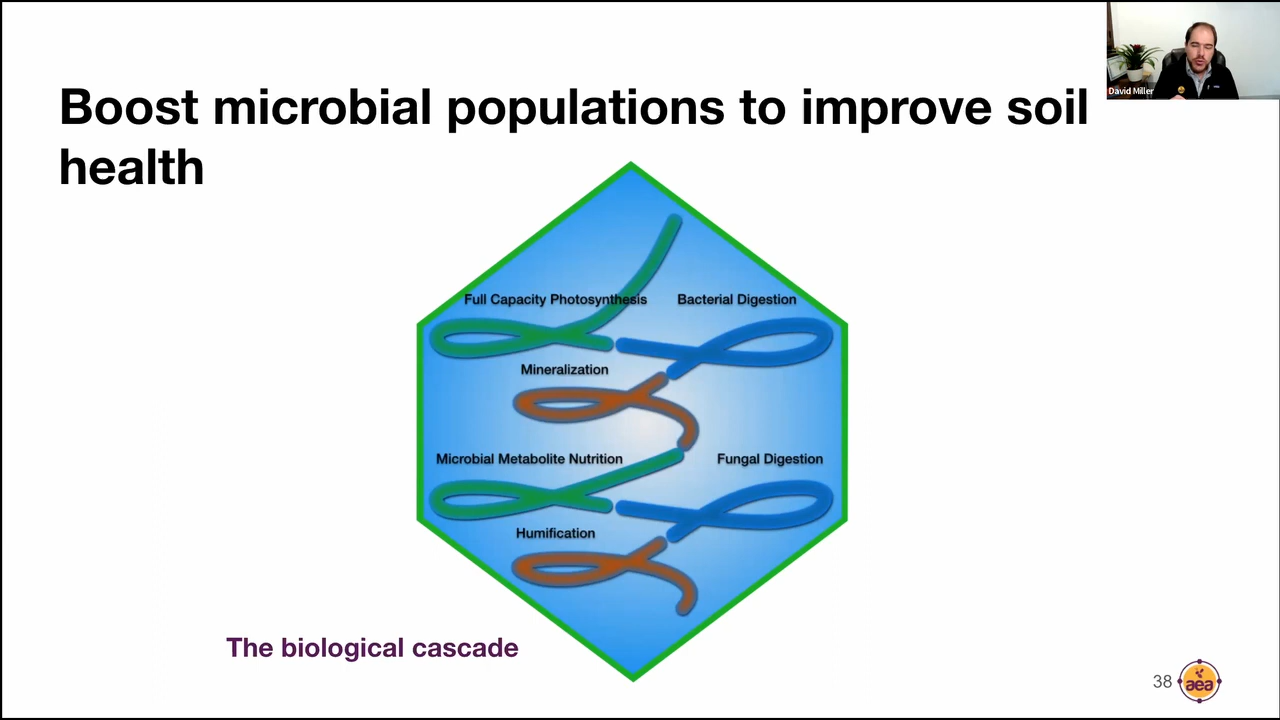 Boost microbial populations to improve soil
health
David Miller
Full Capacity Photosynthesis
Bacterial Digestion
Mineralization
Microbial Metabolite Nutrition
Fungal Digestion
Humification
The biological cascade
38
aea